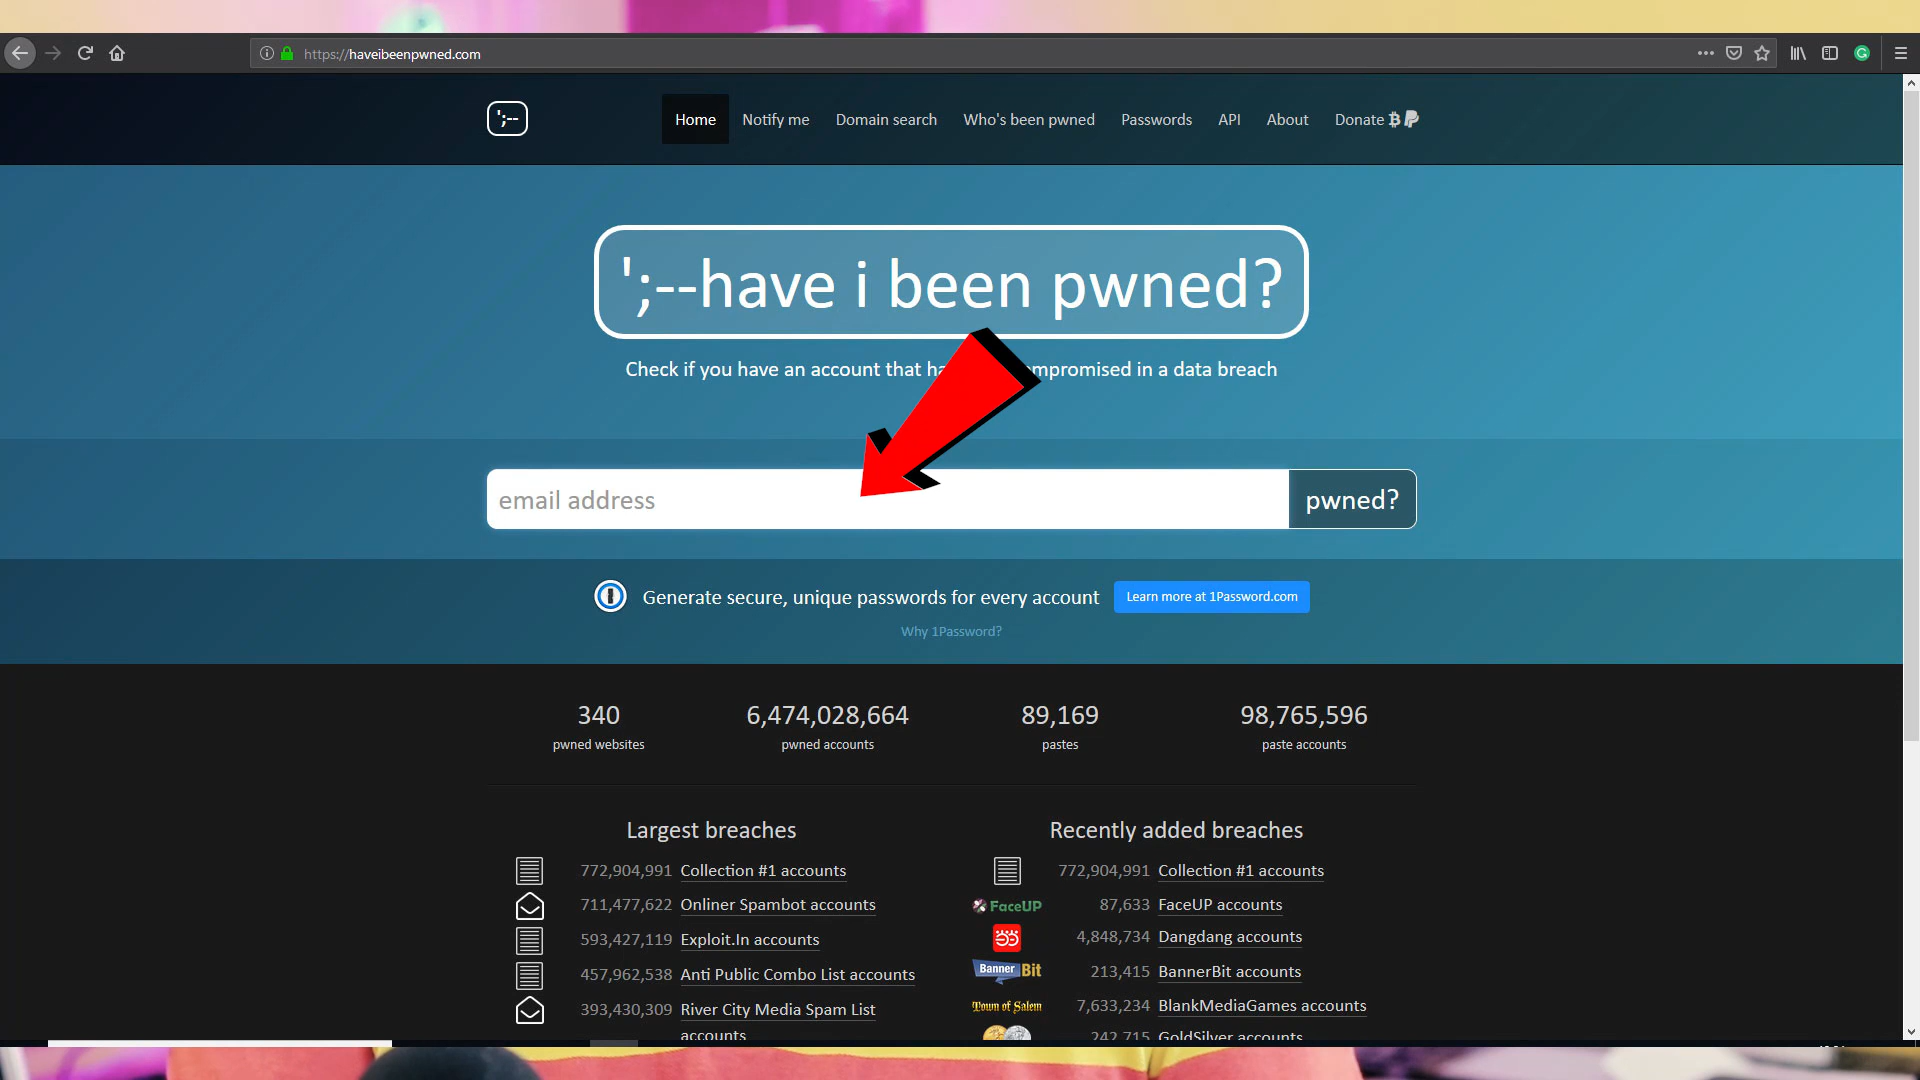 https://haveibeenpwned.com
';--
Home
Notify me
Domain search
Who's been pwned
Passwords
API
About
Donate
';--have i been pwned?
Check if you have an account that ha mpromised in a data breach
email address
pwned?
Generate secure, unique passwords for every account
Learn more at 1Password.com
Why 1Password?
340
pwned websites
6,474,028,664
pwned accounts
89,169
pastes
98,765,596
paste accounts
Largest breaches
772,904,991 Collection #1 accounts
711,477,622 Onliner Spambot accounts
593,427,119 Exploit.In accounts
457,962,538 Anti Public Combo List accounts
393,430,309 River City Media Spam List
accounts
Recently added breaches
772,904,991 Collection #1 accounts
FaceUP 87,633 FaceUP accounts
4,848,734 Dangdang accounts
Banner Bit 213,415 BannerBit accounts
Town of Salem 7,633,234 BlankMediaGames accounts
242,715 GoldSilver accounts